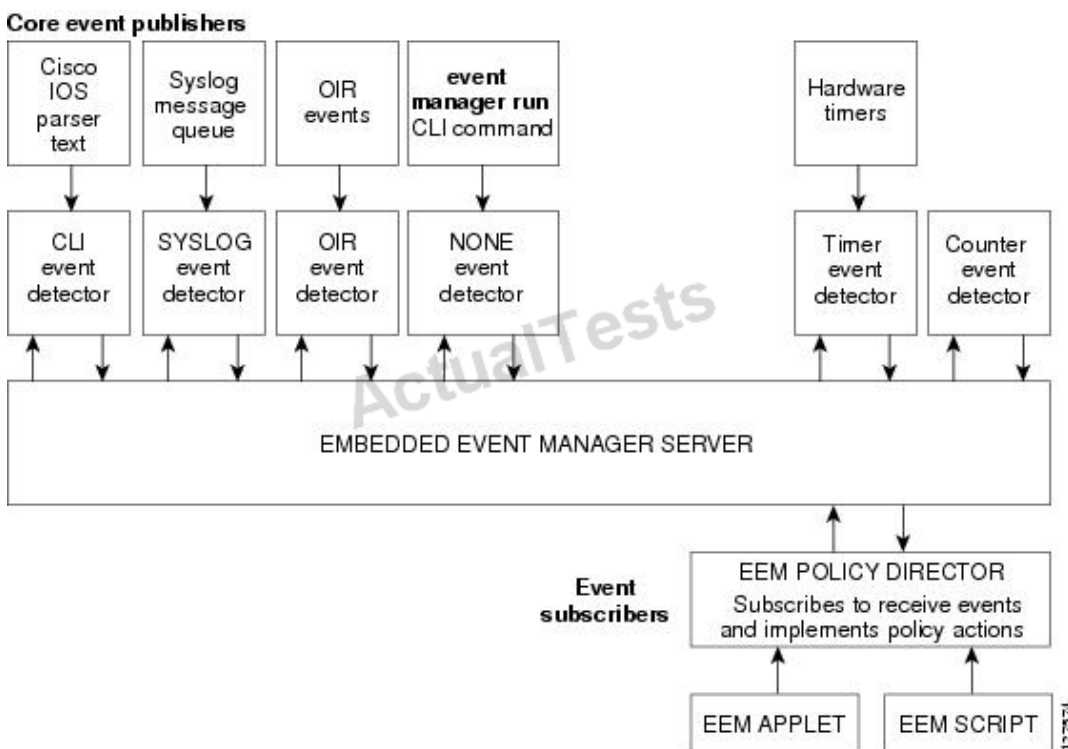 Core event publishers
Cisco
IOS
parser
text
Syslog
message
queue
OIR
events
event
manager run
CLI command
Hardware
timers
CLI
event
detector
SYSLOG
event
detector
OIR
event
detector
NONE
event
detector
Timer
event
detector
Counter
event
detector
ActualTests
EMBEDDED EVENT MANAGER SERVER
Event
subscribers
EEM POLICY DIRECTOR
Subscribes to receive events
and implements policy actions
EEM APPLET
EEM SCRIPT
127574